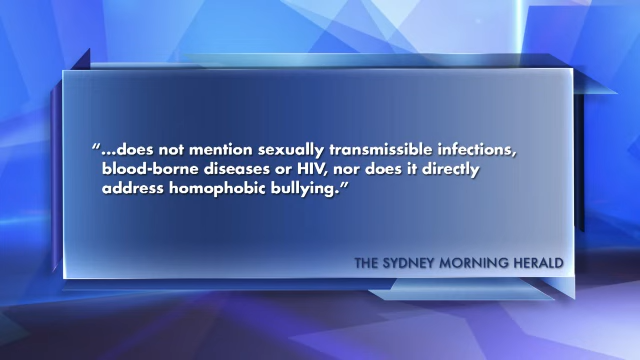 “...does not mention sexually transmissible infections,
blood-borne diseases or HIV, nor does it directly
address homophobic bullying.”
THE SYDNEY MORNING HERALD